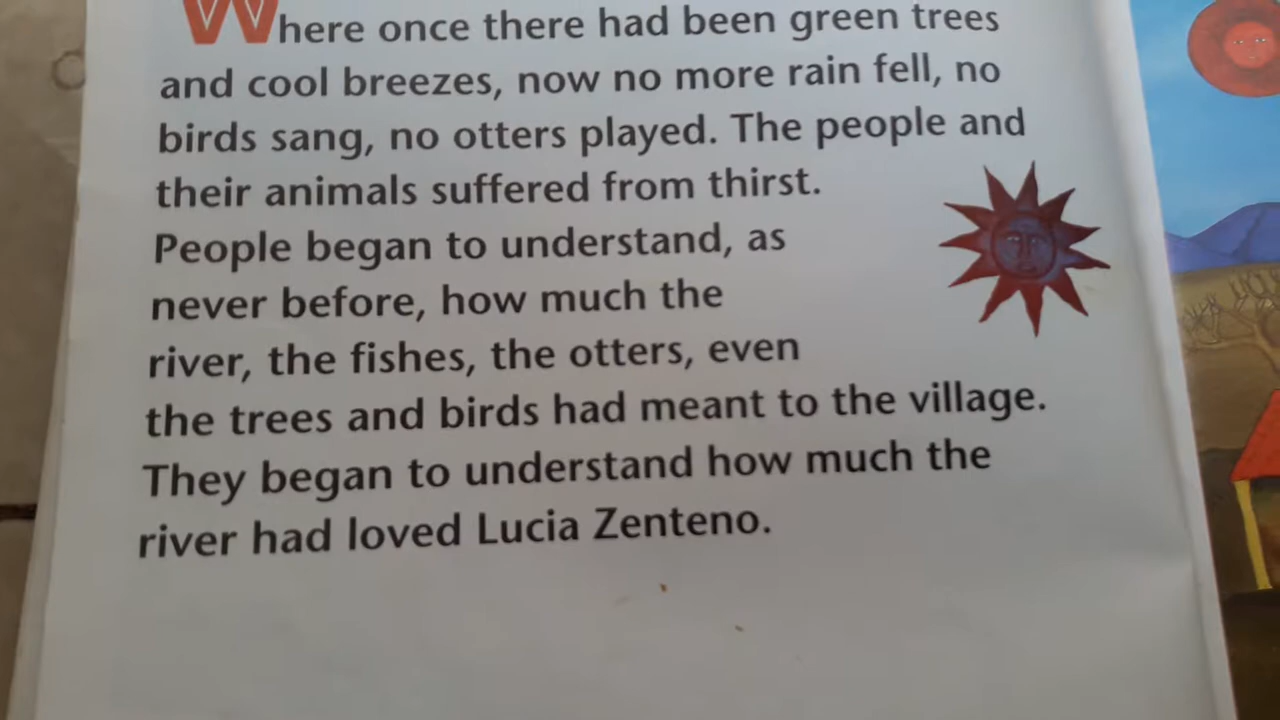 Where once there had been green trees
and cool breezes, now no more rain fell, no
birds sang, no otters played. The people and
their animals suffered from thirst.
People began to understand, as
never before, how much the
river, the fishes, the otters, even
the trees and birds had meant to the village.
They began to understand how much the
river had loved Lucia Zenteno.